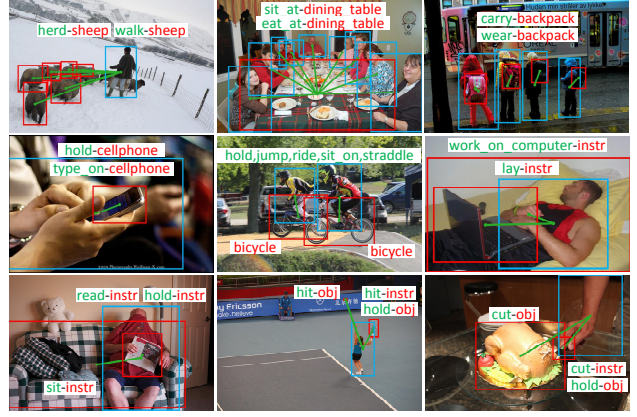 herd-sheep walk-sheep
sit_at-dining_table
eat_at-dining_table
carry-backpack
wear-backpack
hold-cellphone
type_on-cellphone
hold,jump,ride,sit_on,straddle
bicycle
bicycle
work_on_computer-instr
lay-instr
read-instr hold-instr
sit-instr
Ericsson
hit-obj
hit-instr
hold-obj
cut-obj
cut-instr
hold-obj